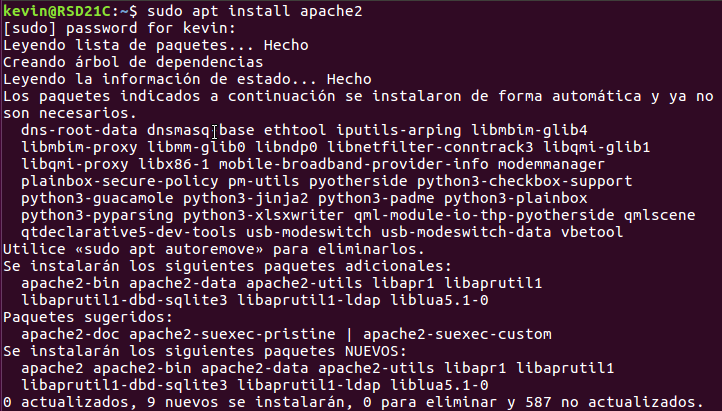 kevin@RSD21C:~$ sudo apt install apache2
[sudo] password for kevin:
Leyendo lista de paquetes... Hecho
Creando árbol de dependencias
Leyendo la información de estado... Hecho
Los paquetes indicados a continuación se instalaron de forma automática y ya no
son necesarios.
  dns-root-data dnsmasq-base ethtool iputils-arping libmbim-glib4
  libmbim-proxy libmm-glib0 libndp0 libnetfilter-conntrack3 libqmi-glib1
  libqmi-proxy libx86-1 mobile-broadband-provider-info modemmanager
  plainbox-secure-policy pm-utils pyotherside python3-checkbox-support
  python3-guacamole python3-jinja2 python3-padme python3-plainbox
  python3-pyparsing python3-xlsxwriter qml-module-io-thp-pyotherside qmlscene
  qtdeclarative5-dev-tools usb-modeswitch usb-modeswitch-data vbetool
Utilice «sudo apt autoremove» para eliminarlos.
Se instalarán los siguientes paquetes adicionales:
  apache2-bin apache2-data apache2-utils libapr1 libaprutil1
  libaprutil1-dbd-sqlite3 libaprutil1-ldap liblua5.1-0
Paquetes sugeridos:
  apache2-doc apache2-suexec-pristine | apache2-suexec-custom
Se instalarán los siguientes paquetes NUEVOS:
  apache2 apache2-bin apache2-data apache2-utils libapr1 libaprutil1
  libaprutil1-dbd-sqlite3 libaprutil1-ldap liblua5.1-0
0 actualizados, 9 nuevos se instalarán, 0 para eliminar y 587 no actualizados.